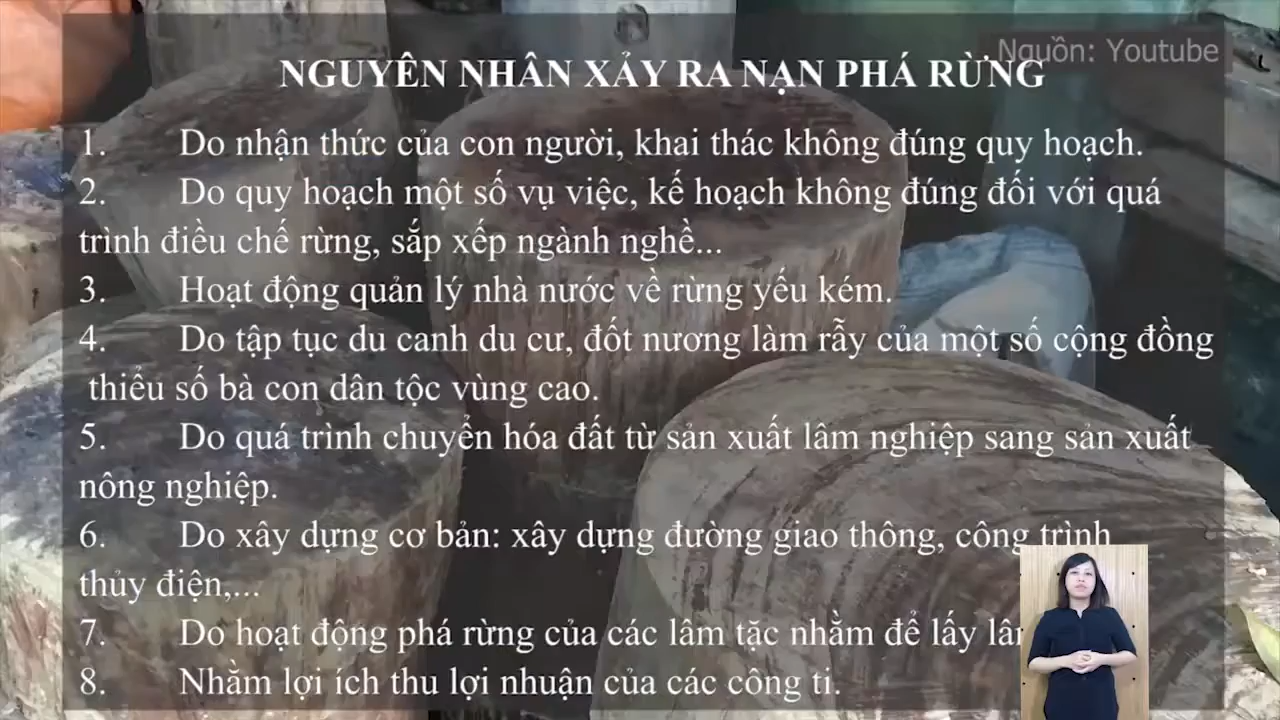 Nguồn: Youtube
NGUYÊN NHÂN XẢY RA NẠN PHÁ RỪNG
1. Do nhận thức của con người, khai thác không đúng quy hoạch.
2. Do quy hoạch một số vụ việc, kế hoạch không đúng đối với quá
trình điều chế rừng, sắp xếp ngành nghề...
3. Hoạt động quản lý nhà nước về rừng yếu kém.
4. Do tập tục du canh du cư, đốt nương làm rẫy của một số cộng đồng
thiểu số bà con dân tộc vùng cao.
5. Do quá trình chuyển hóa đất từ sản xuất lâm nghiệp sang sản xuất
nông nghiệp.
6. Do xây dựng cơ bản: xây dựng đường giao thông, công trình
thủy điện,...
7. Do hoạt động phá rừng của các lâm tặc nhằm để lấy
8. Nhằm lợi ích thu lợi nhuận của các công ti.